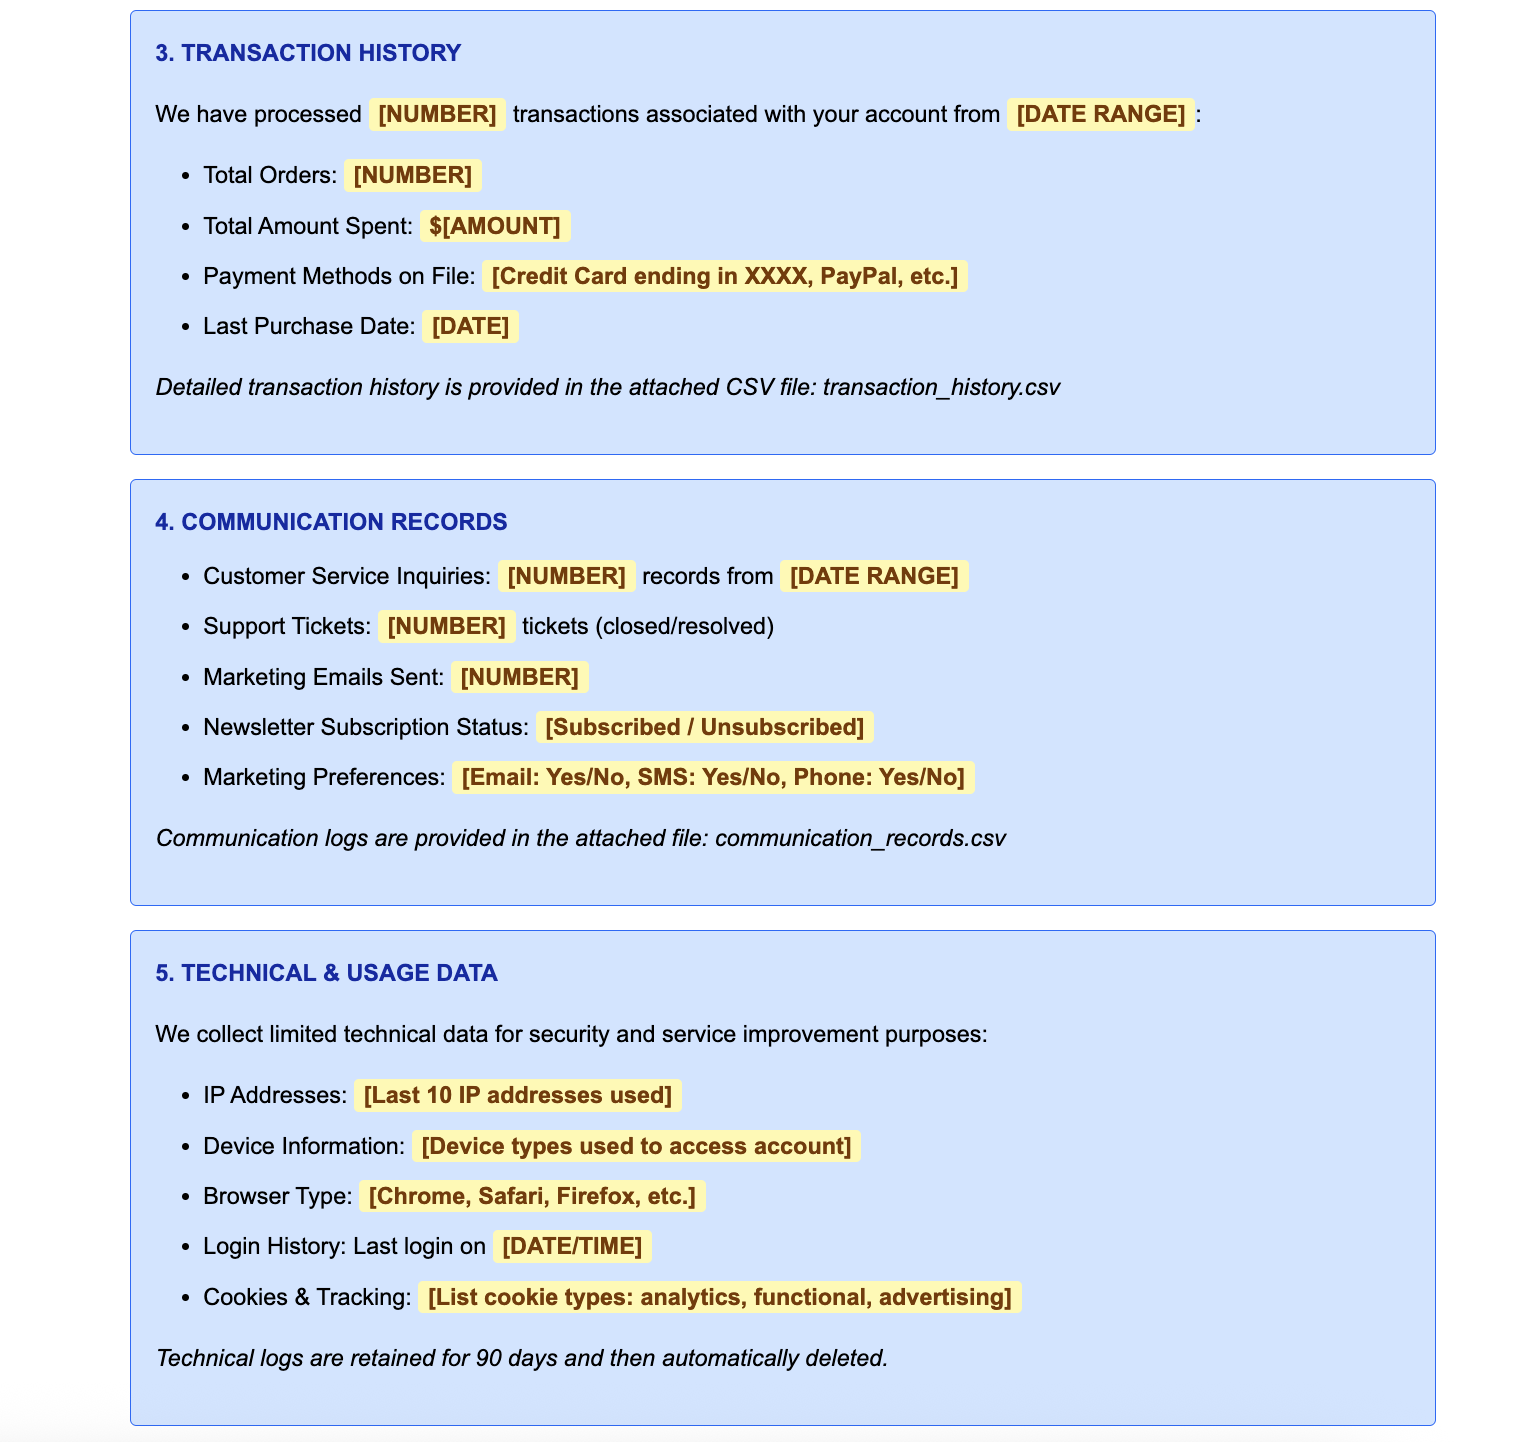 3. TRANSACTION HISTORY
We have processed [NUMBER] transactions associated with your account from [DATE RANGE]:
• Total Orders: [NUMBER]
• Total Amount Spent: $[AMOUNT]
• Payment Methods on File: [Credit Card ending in XXXX, PayPal, etc.]
• Last Purchase Date: [DATE]
Detailed transaction history is provided in the attached CSV file: transaction_history.csv
4. COMMUNICATION RECORDS
• Customer Service Inquiries: [NUMBER] records from [DATE RANGE]
• Support Tickets: [NUMBER] tickets (closed/resolved)
• Marketing Emails Sent: [NUMBER]
• Newsletter Subscription Status: [Subscribed / Unsubscribed]
• Marketing Preferences: [Email: Yes/No, SMS: Yes/No, Phone: Yes/No]
Communication logs are provided in the attached file: communication_records.csv
5. TECHNICAL & USAGE DATA
We collect limited technical data for security and service improvement purposes:
• IP Addresses: [Last 10 IP addresses used]
• Device Information: [Device types used to access account]
• Browser Type: [Chrome, Safari, Firefox, etc.]
• Login History: Last login on [DATE/TIME]
• Cookies & Tracking: [List cookie types: analytics, functional, advertising]
Technical logs are retained for 90 days and then automatically deleted.